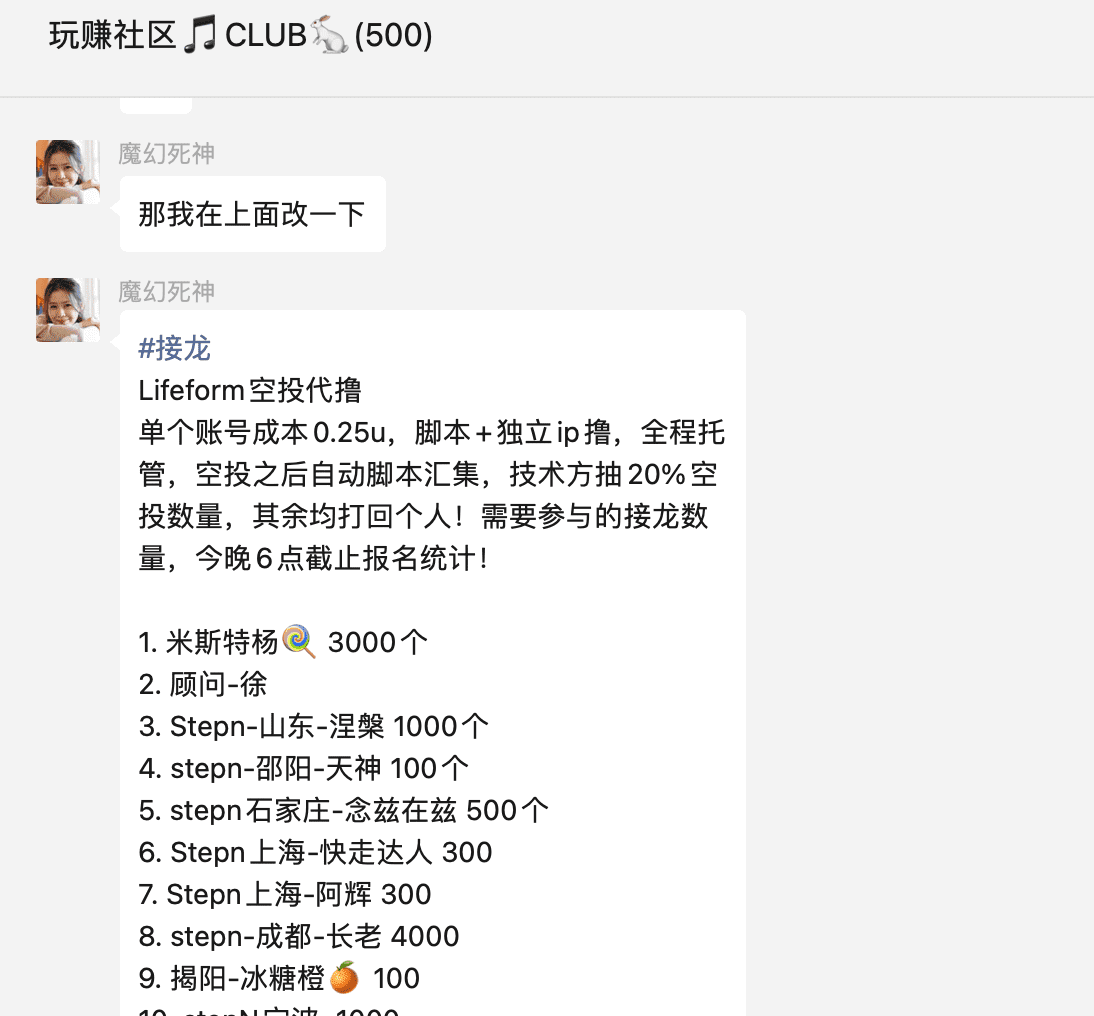 玩赚社区🎵CLUB🐇(500)
魔幻死神
那我在上面改一下
魔幻死神
#接龙
Lifeform空投代撸
单个账号成本0.25u，脚本+独立ip撸，全程托
管，空投之后自动脚本汇集，技术方抽20%空
投数量，其余均打回个人！需要参与的接龙数
量，今晚6点截止报名统计！
1. 米斯特杨🍭 3000个
2. 顾问-徐
3. Stepn-山东-涅槃 1000个
4. stepn-邵阳-天神 100个
5. stepn石家庄-念兹在兹 500个
6. Stepn上海-快走达人 300
7. Stepn上海-阿辉 300
8. stepn-成都-长老 4000
9. 揭阳-冰糖橙🍊 100
10. stepN宁波 1000